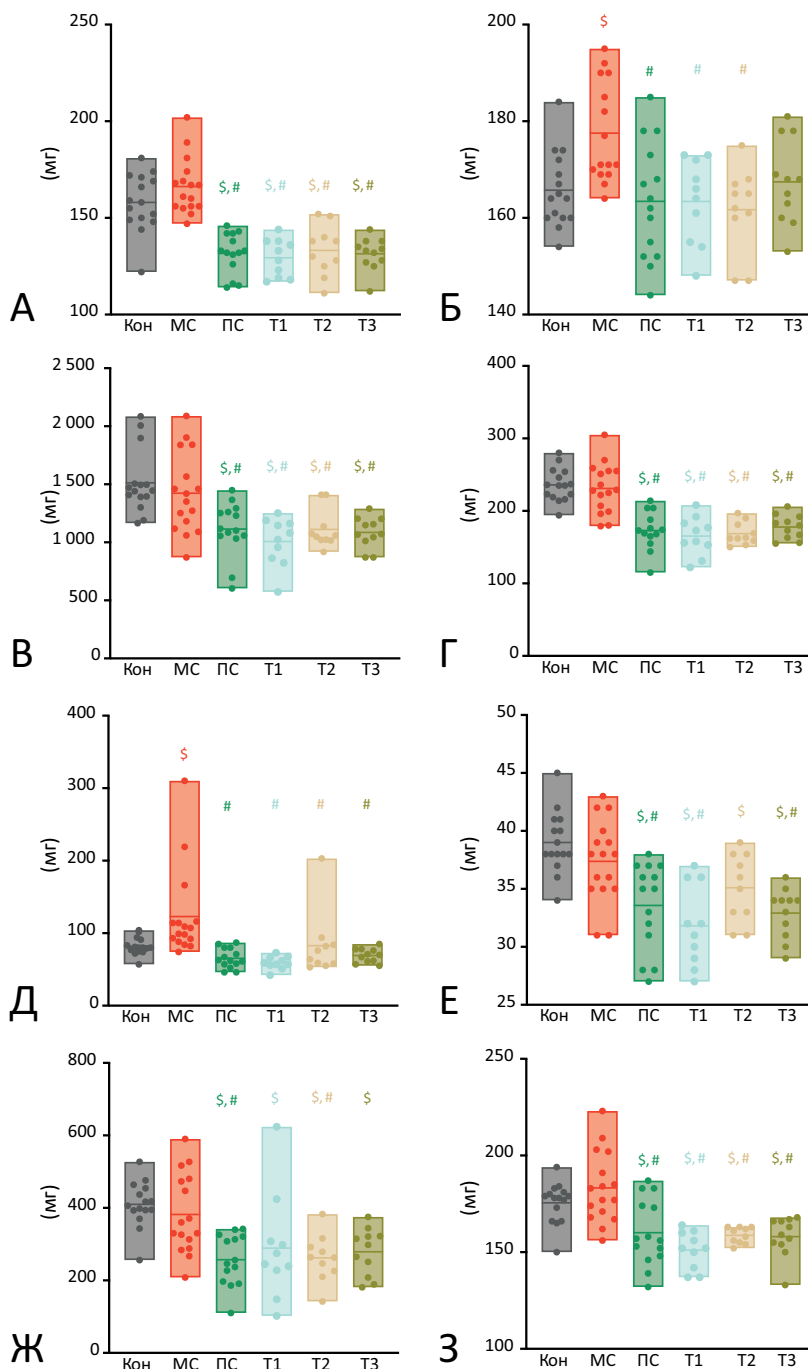 250
200
150
100
(мг)
А
Кон МС ПС Т1 Т2 Т3
$, # $, # $, # $, #
200
180
160
140
(мг)
Б
Кон МС ПС Т1 Т2 Т3
$ # # #
2 500
2 000
1 500
1 000
500
0
(мг)
В
Кон МС ПС Т1 Т2 Т3
$, # $, # $, # $, #
400
300
200
100
0
(мг)
Г
Кон МС ПС Т1 Т2 Т3
$, # $, # $, # $, #
400
300
200
100
0
(мг)
Д
Кон МС ПС Т1 Т2 Т3
$ # # # #
50
45
40
35
30
25
(мг)
Е
Кон МС ПС Т1 Т2 Т3
$, # $, # $ $, #
800
600
400
200
0
(мг)
Ж
Кон МС ПС Т1 Т2 Т3
$, # $ $, # $
250
200
150
100
(мг)
З
Кон МС ПС Т1 Т2 Т3
$, # $, # $, # $, #